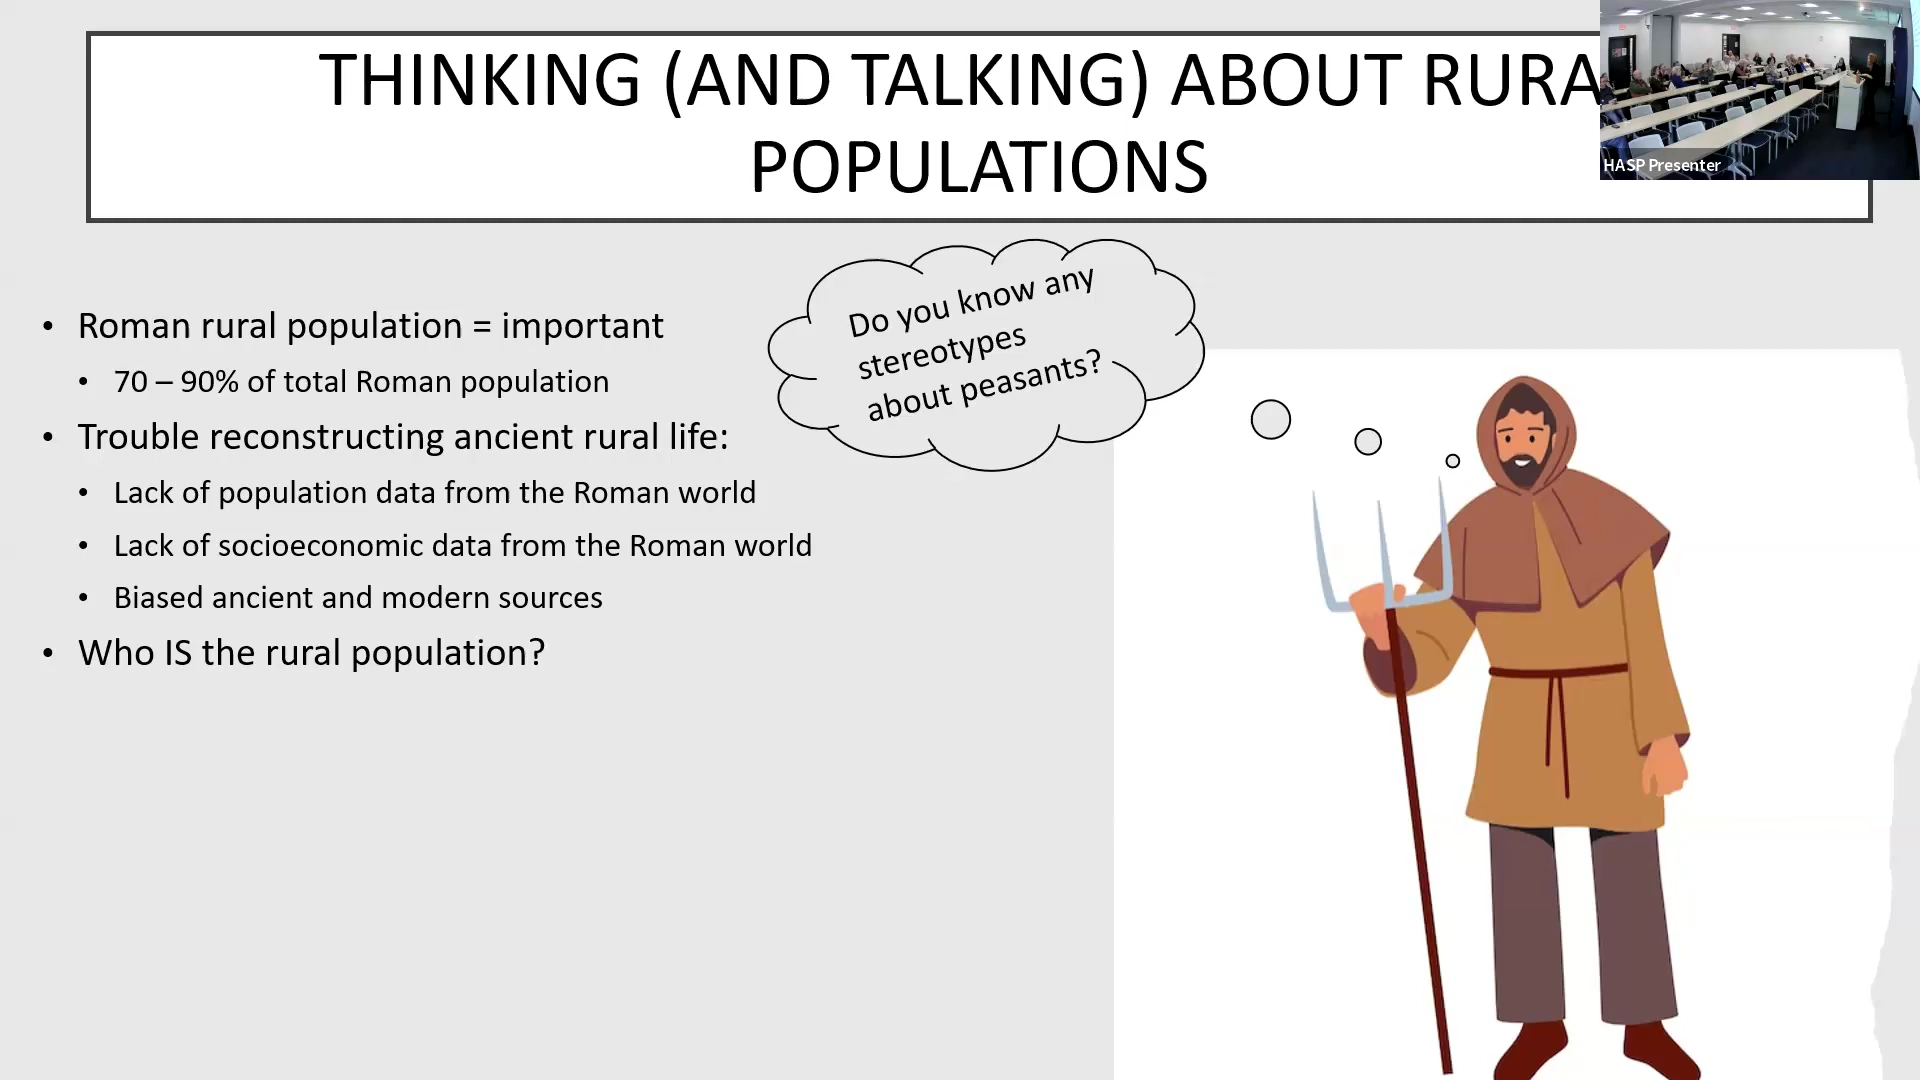 THINKING (AND TALKING) ABOUT RURA
POPULATIONS
HASP Presenter
• Roman rural population = important
• 70 – 90% of total Roman population
• Trouble reconstructing ancient rural life:
• Lack of population data from the Roman world
• Lack of socioeconomic data from the Roman world
• Biased ancient and modern sources
• Who IS the rural population?
Do you know any
stereotypes
about peasants?